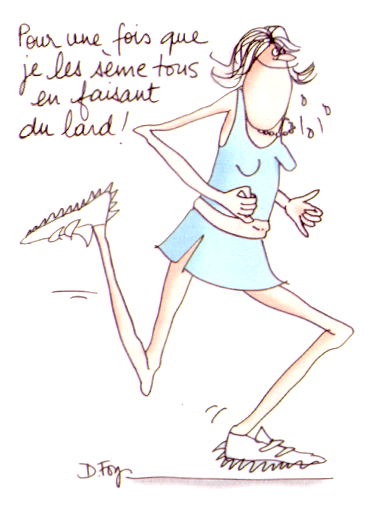 Pour une fois que
je les sème tous
en faisant
du lard !
D. Foy